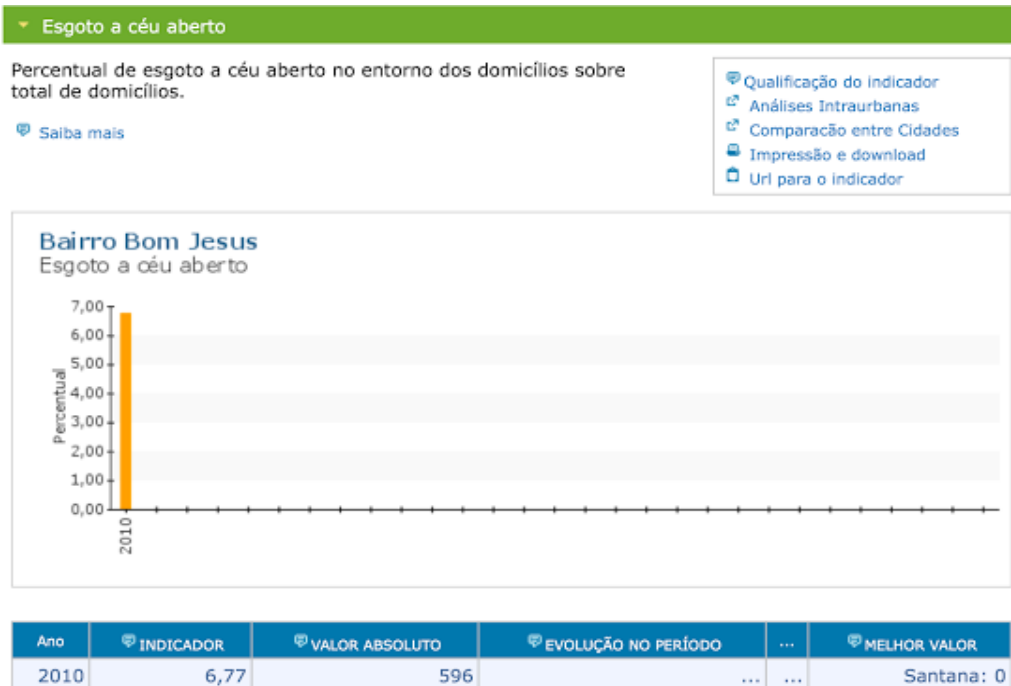 Esgoto a céu aberto
Percentual de esgoto a céu aberto no entorno dos domicílios sobre
total de domicílios.
Saiba mais
Qualificação do indicador
Análises Intraurbanas
Comparacão entre Cidades
Impressão e download
Url para o indicador
Bairro Bom Jesus
Esgoto a céu aberto
Percentual
7,00
6,00
5,00
4,00
3,00
2,00
1,00
0,00
2010
Ano INDICADOR VALOR ABSOLUTO EVOLUÇÃO NO PERÍODO ... MELHOR VALOR
2010 6,77 596 ... ... Santana: 0